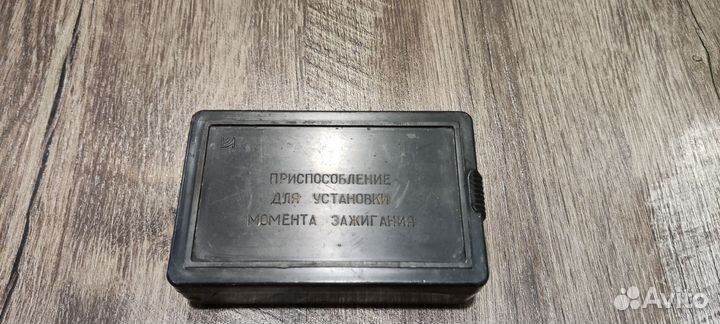 ПРИСПОСОБЛЕНИЕ
ДЛЯ УСТАНОВКИ
МОМЕНТА ЗАЖИГАНИЯ
Avito